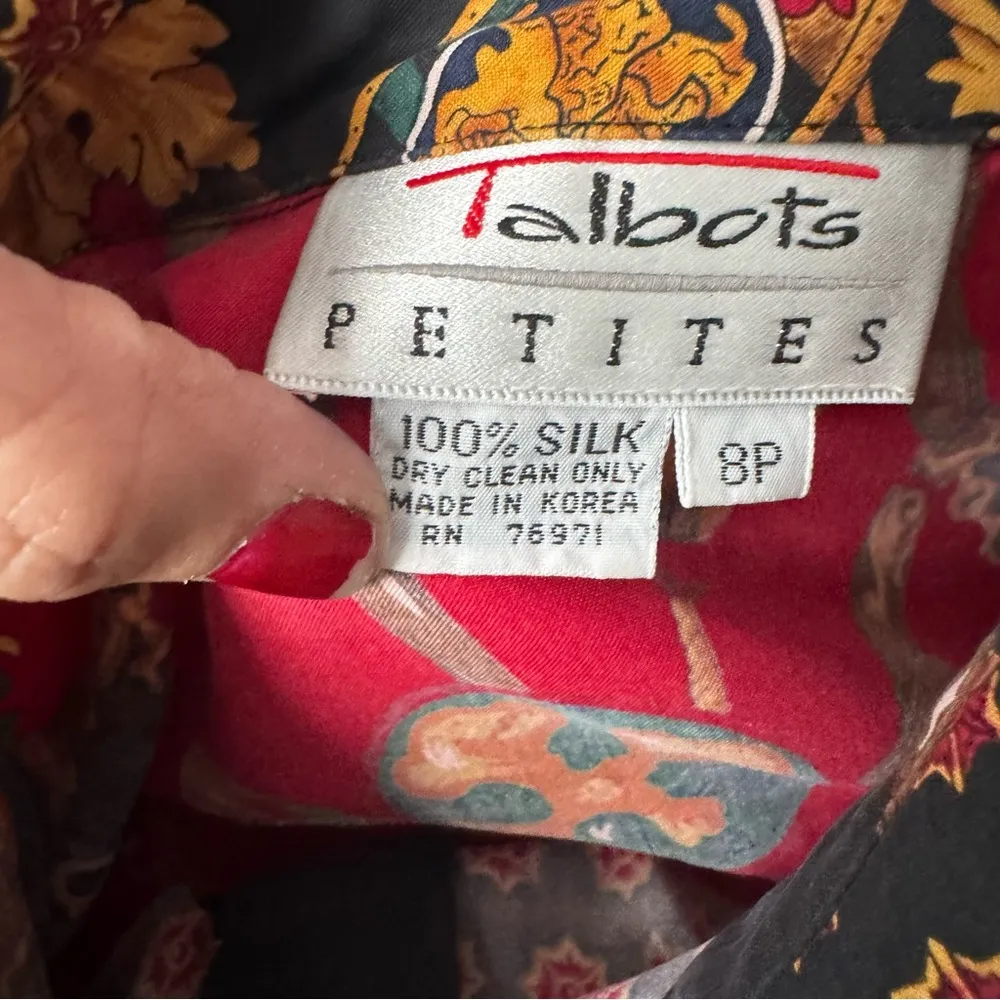 Talbots
PETITES
100% SILK
DRY CLEAN ONLY
MADE IN KOREA
RN 76971
8P